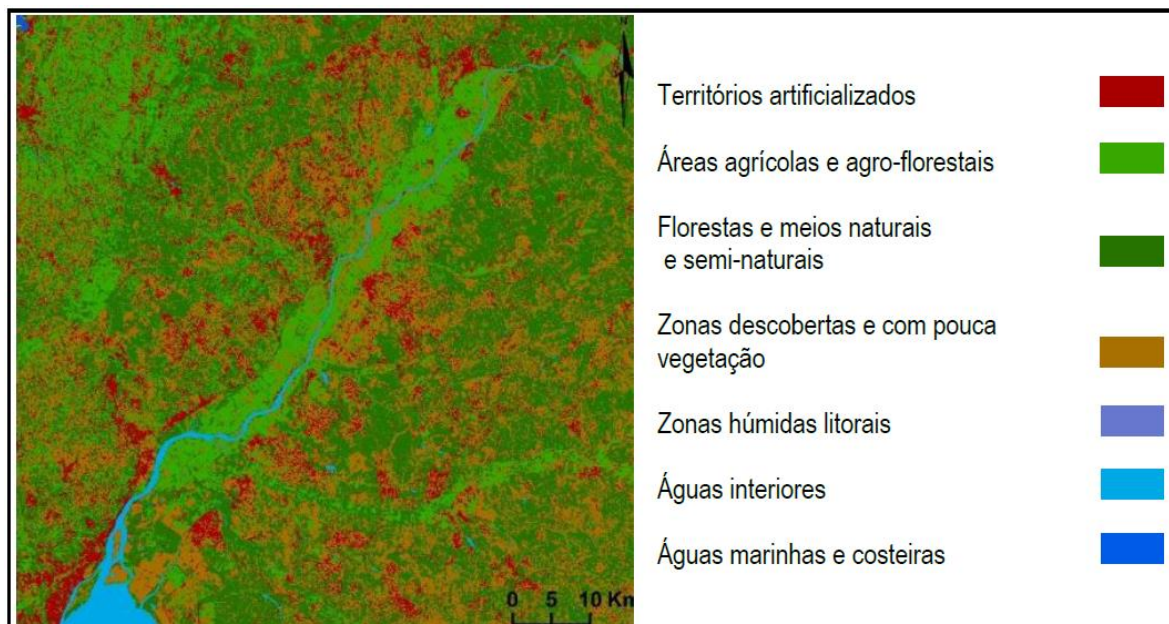 N
Territórios artificializados
Áreas agrícolas e agro-florestais
Florestas e meios naturais
e semi-naturais
Zonas descobertas e com pouca
vegetação
Zonas húmidas litorais
Águas interiores
Águas marinhas e costeiras
0 5 10 Km